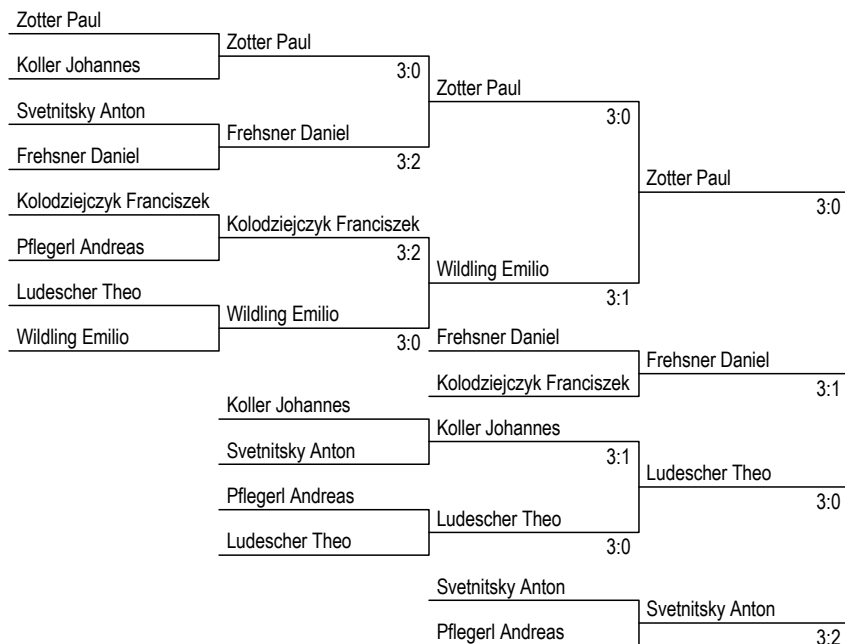 Zotter Paul
Zotter Paul
Koller Johannes
3:0
Zotter Paul
Svetnitsky Anton
3:0
Frehsner Daniel
Frehsner Daniel
3:2
Zotter Paul
Kolodziejczyk Franciszek
3:0
Kolodziejczyk Franciszek
Pflegerl Andreas
3:2
Wildling Emilio
Ludescher Theo
3:1
Wildling Emilio
Wildling Emilio
3:0
Frehsner Daniel
Frehsner Daniel
Kolodziejczyk Franciszek
3:1
Koller Johannes
Koller Johannes
Svetnitsky Anton
3:1
Ludescher Theo
Pflegerl Andreas
3:0
Ludescher Theo
Ludescher Theo
3:0
Svetnitsky Anton
Svetnitsky Anton
Pflegerl Andreas
3:2